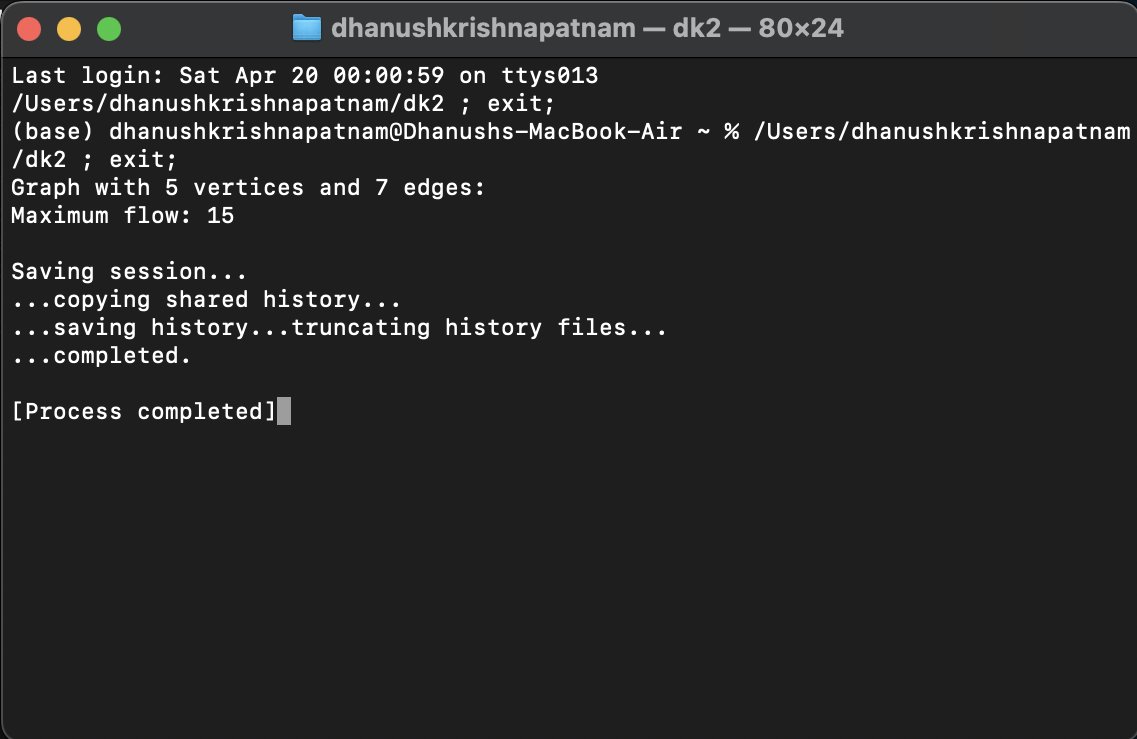 dhanushkrishnapatnam — dk2 — 80×24
Last login: Sat Apr 20 00:00:59 on ttys013
/Users/dhanushkrishnapatnam/dk2 ; exit;
(base) dhanushkrishnapatnam@Dhanushs-MacBook-Air ~ % /Users/dhanushkrishnapatnam
/dk2 ; exit;
Graph with 5 vertices and 7 edges:
Maximum flow: 15
Saving session...
...copying shared history...
...saving history...truncating history files...
...completed.
[Process completed]